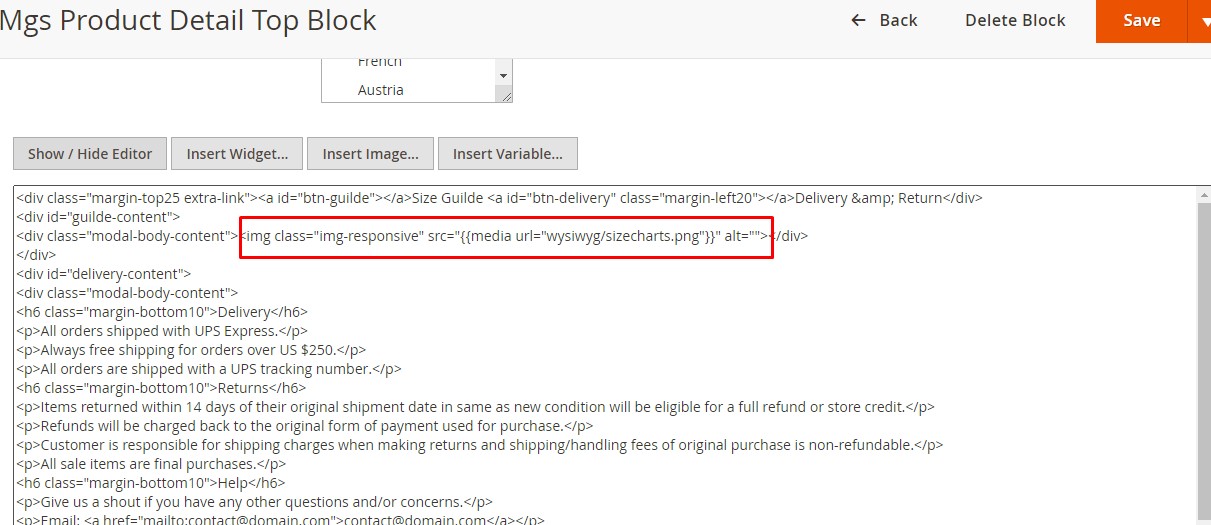 Mgs Product Detail Top Block
← Back Delete Block Save
French
Austria
Show / Hide Editor Insert Widget... Insert Image... Insert Variable...
<div class="margin-top25 extra-link"><a id="btn-guilde"></a>Size Guilde <a id="btn-delivery" class="margin-left20"></a>Delivery &amp; Return</div>
<div id="guilde-content">
<div class="modal-body-content"><img class="img-responsive" src="{{media url="wysiwyg/sizecharts.png"}}" alt=""></div>
</div>
<div id="delivery-content">
<div class="modal-body-content">
<h6 class="margin-bottom10">Delivery</h6>
<p>All orders shipped with UPS Express.</p>
<p>Always free shipping for orders over US $250.</p>
<p>All orders are shipped with a UPS tracking number.</p>
<h6 class="margin-bottom10">Returns</h6>
<p>Items returned within 14 days of their original shipment date in same as new condition will be eligible for a full refund or store credit.</p>
<p>Refunds will be charged back to the original form of payment used for purchase.</p>
<p>Customer is responsible for shipping charges when making returns and shipping/handling fees of original purchase is non-refundable.</p>
<p>All sale items are final purchases.</p>
<h6 class="margin-bottom10">Help</h6>
<p>Give us a shout if you have any other questions and/or concerns.</p>
<p>Email: <a href="mailto:contact@domain.com">contact@domain.com</a></p>